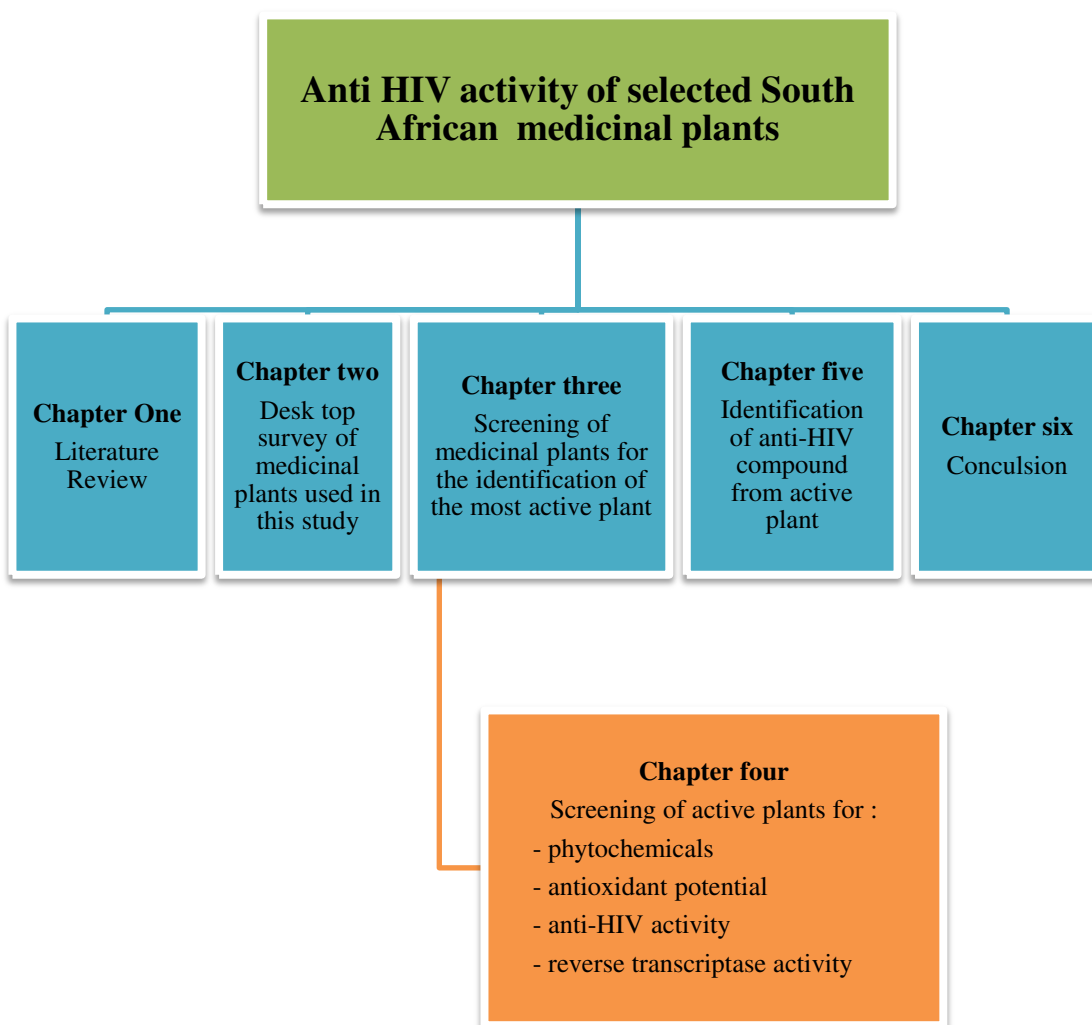 Anti HIV activity of selected South
African medicinal plants
Chapter One
Literature
Review
Chapter two
Desk top
survey of
medicinal
plants used in
this study
Chapter three
Screening of
medicinal plants for
the identification of
the most active plant
Chapter five
Identification
of anti-HIV
compound
from active
plant
Chapter six
Conculsion
Chapter four
Screening of active plants for :
- phytochemicals
- antioxidant potential
- anti-HIV activity
- reverse transcriptase activity